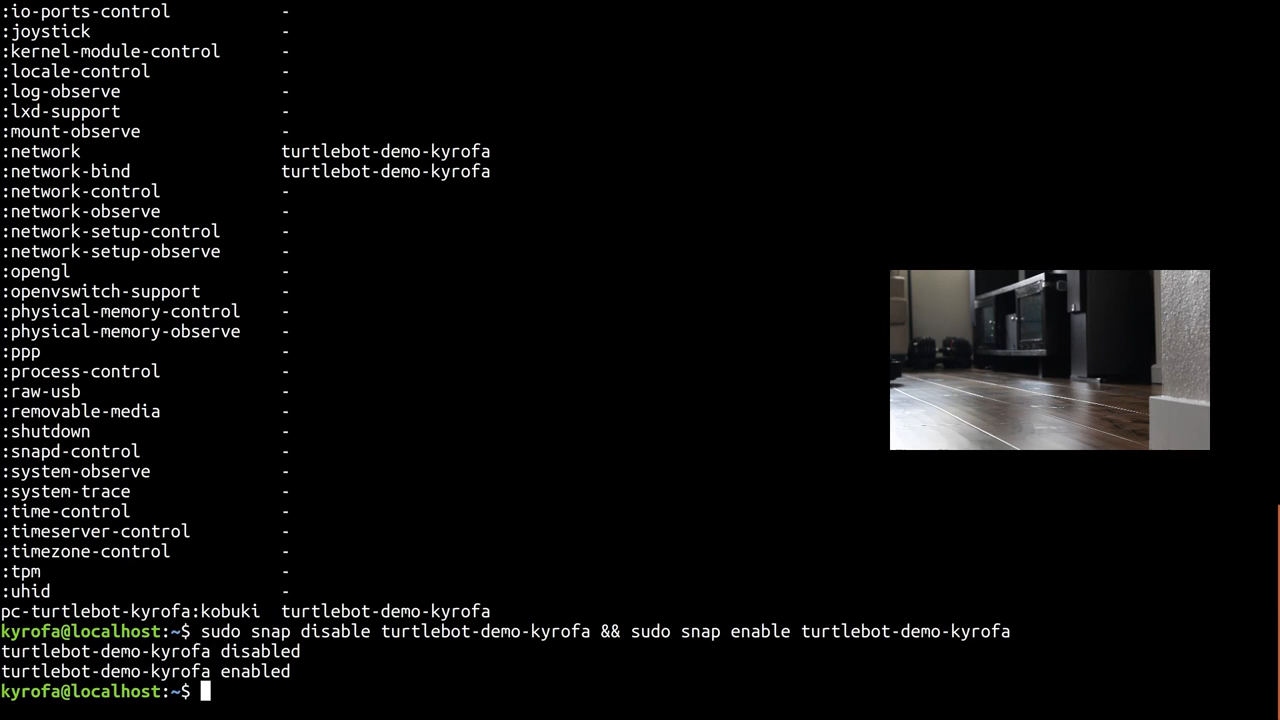 :io-ports-control -
:joystick -
:kernel-module-control -
:locale-control -
:log-observe -
:lxd-support -
:mount-observe -
:network turtlebot-demo-kyrofa
:network-bind turtlebot-demo-kyrofa
:network-control -
:network-observe -
:network-setup-control -
:network-setup-observe -
:opengl -
:openvswitch-support -
:physical-memory-control -
:physical-memory-observe -
:ppp -
:process-control -
:raw-usb -
:removable-media -
:shutdown -
:snapd-control -
:system-observe -
:system-trace -
:time-control -
:timeserver-control -
:timezone-control -
:tpm -
:uhid -
pc-turtlebot-kyrofa:kobuki turtlebot-demo-kyrofa
kyrofa@localhost:~$ sudo snap disable turtlebot-demo-kyrofa && sudo snap enable turtlebot-demo-kyrofa
turtlebot-demo-kyrofa disabled
turtlebot-demo-kyrofa enabled
kyrofa@localhost:~$